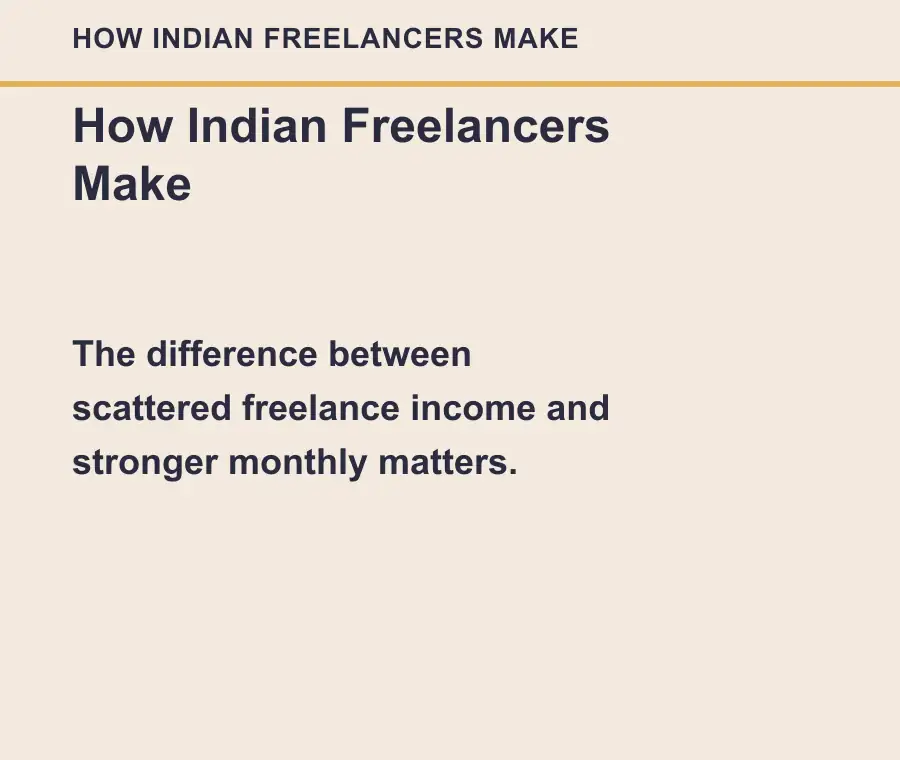 HOW INDIAN FREELANCERS MAKE
How Indian Freelancers
Make
The difference between
scattered freelance income and
stronger monthly matters.